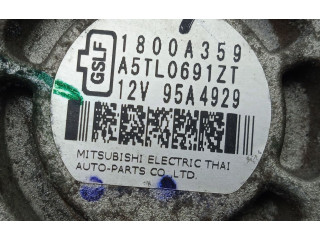 GSLF
1800A359
A5TL0691ZT
12V 95A4929
MITSUBISHI ELECTRIC THAI
AUTO-PARTS CO., LTD.